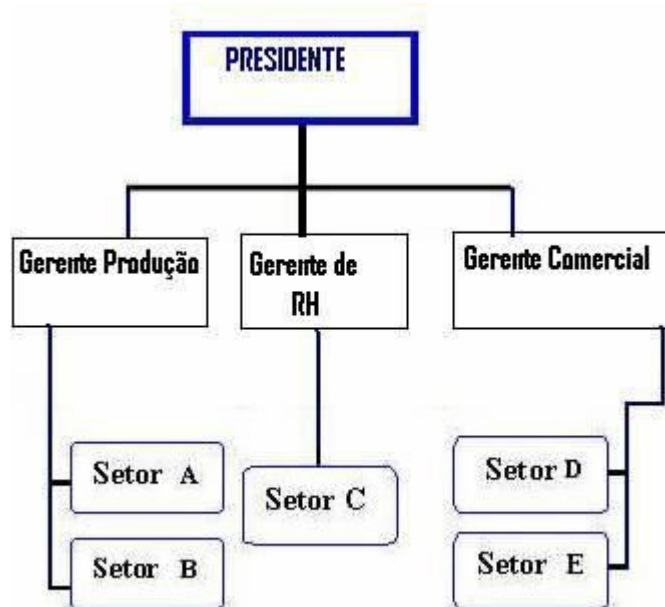 PRESIDENTE
Gerente Produção
Gerente de
RH
Gerente Comercial
Setor A
Setor B
Setor C
Setor D
Setor E